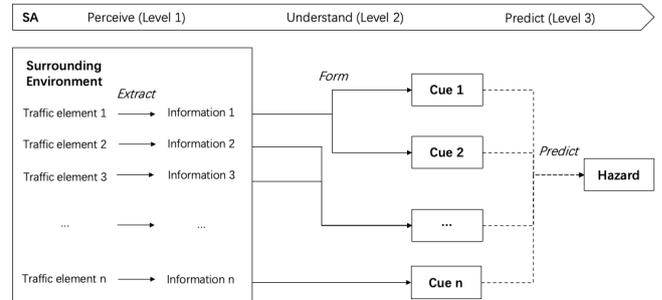 SA Perceive (Level 1) Understand (Level 2) Predict (Level 3)
Surrounding
Environment
Extract
Form
Traffic element 1 Information 1
Traffic element 2 Information 2
Traffic element 3 Information 3
... ...
Traffic element n Information n
Cue 1
Cue 2
...
Cue n
Predict
Hazard